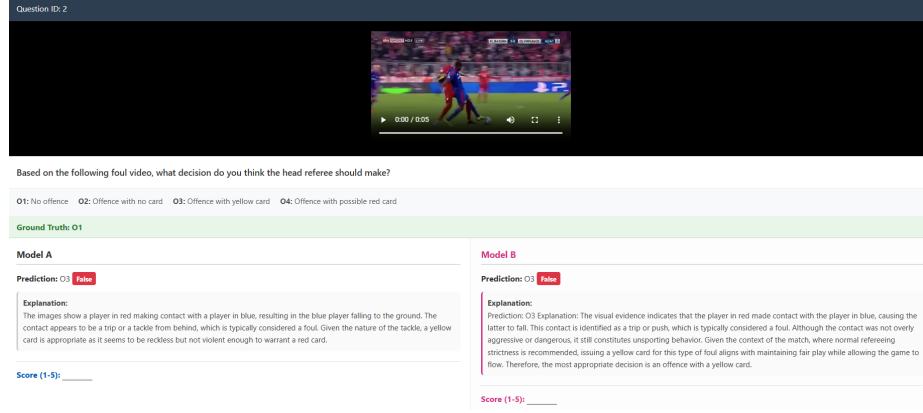 Question ID: 2
0:00 / 0:05
Based on the following foul video, what decision do you think the head referee should make?
O1: No offence O2: Offence with no card O3: Offence with yellow card O4: Offence with possible red card
Ground Truth: O1
Model A
Prediction: O3 False
Explanation:
The images show a player in red making contact with a player in blue, resulting in the blue player falling to the ground. The
contact appears to be a trip or a tackle from behind, which is typically considered a foul. Given the nature of the tackle, a yellow
card is appropriate as it seems to be reckless but not violent enough to warrant a red card.
Score (1-5): ______
Model B
Prediction: O3 False
Explanation:
Prediction: O3 Explanation: The visual evidence indicates that the player in red made contact with the player in blue, causing the
latter to fall. This contact is identified as a trip or push, which is typically considered a foul. Although the contact was not overly
aggressive or dangerous, it still constitutes unsporting behavior. Given the context of the match, where normal refereeing
strictness is recommended, issuing a yellow card for this type of foul aligns with maintaining fair play while allowing the game to
flow. Therefore, the most appropriate decision is an offence with a yellow card.
Score (1-5): ______